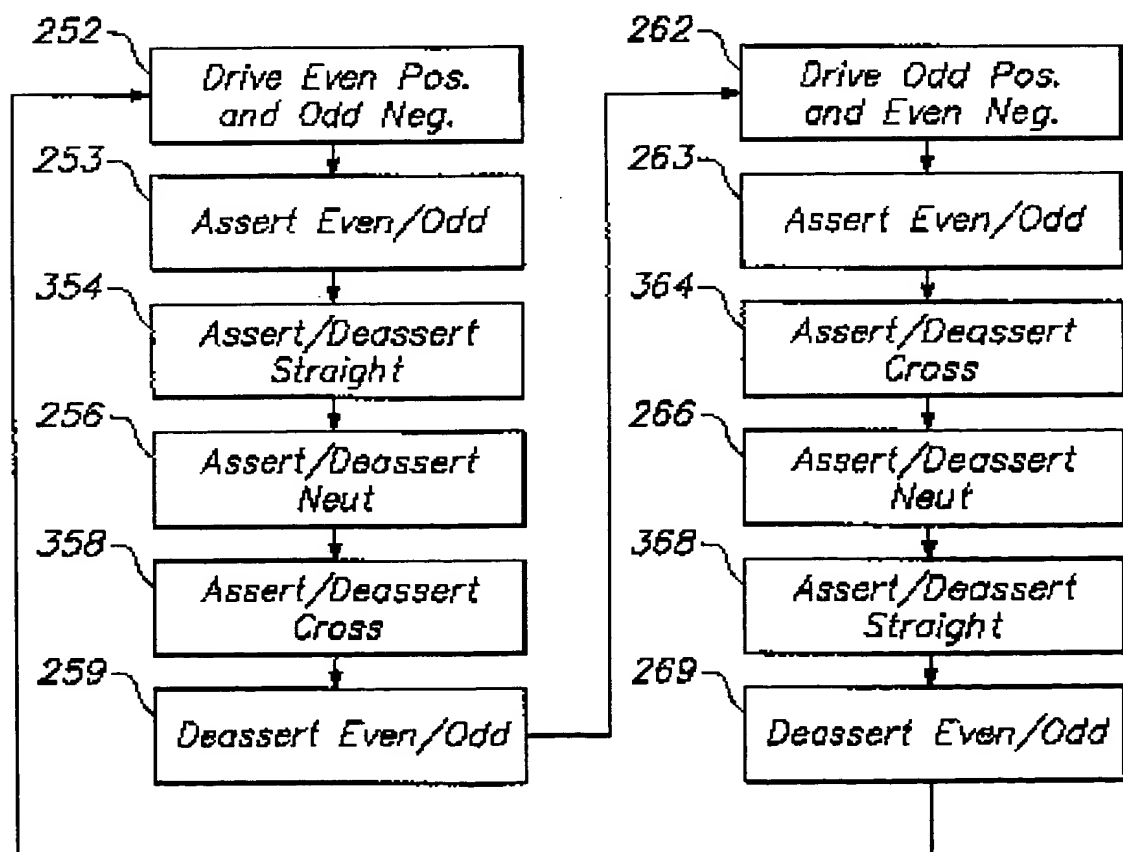 252
Drive Even Pos.
and Odd Neg.
253
Assert Even/Odd
354
Assert/Deassert
Straight
256
Assert/Deassert
Neut
358
Assert/Deassert
Cross
259
Deassert Even/Odd
262
Drive Odd Pos.
and Even Neg.
263
Assert Even/Odd
364
Assert/Deassert
Cross
266
Assert/Deassert
Neut
368
Assert/Deassert
Straight
269
Deassert Even/Odd